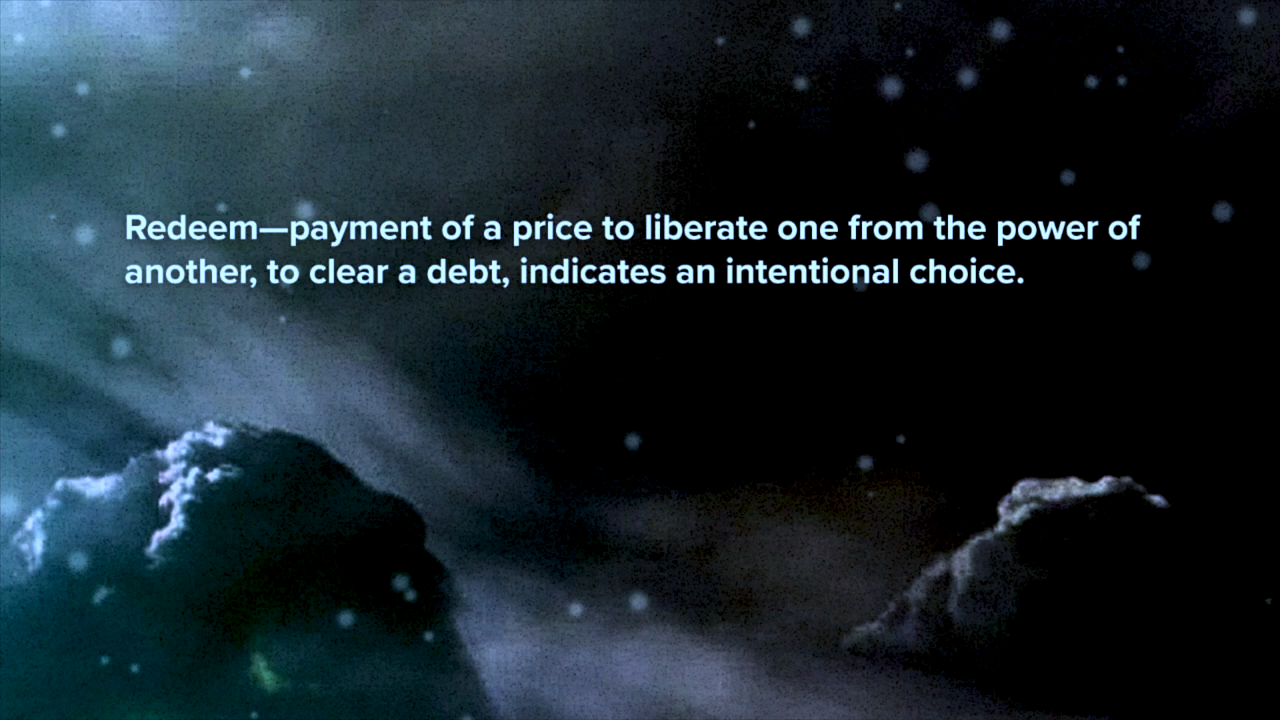 Redeem—payment of a price to liberate one from the power of
another, to clear a debt, indicates an intentional choice.